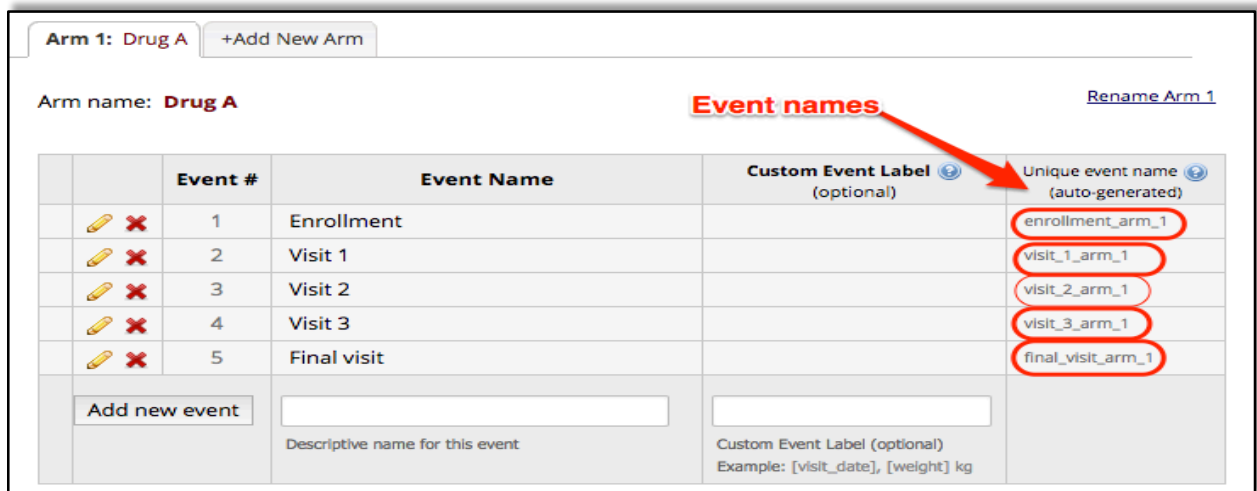 Arm 1: Drug A +Add New Arm
Arm name: Drug A
Event names
Rename Arm 1
Event # Event Name Custom Event Label (optional) Unique event name (auto-generated)
1 Enrollment enrollment_arm_1
2 Visit 1 visit_1_arm_1
3 Visit 2 visit_2_arm_1
4 Visit 3 visit_3_arm_1
5 Final visit final_visit_arm_1
Add new event
Descriptive name for this event Custom Event Label (optional)
Example: [visit_date], [weight] kg